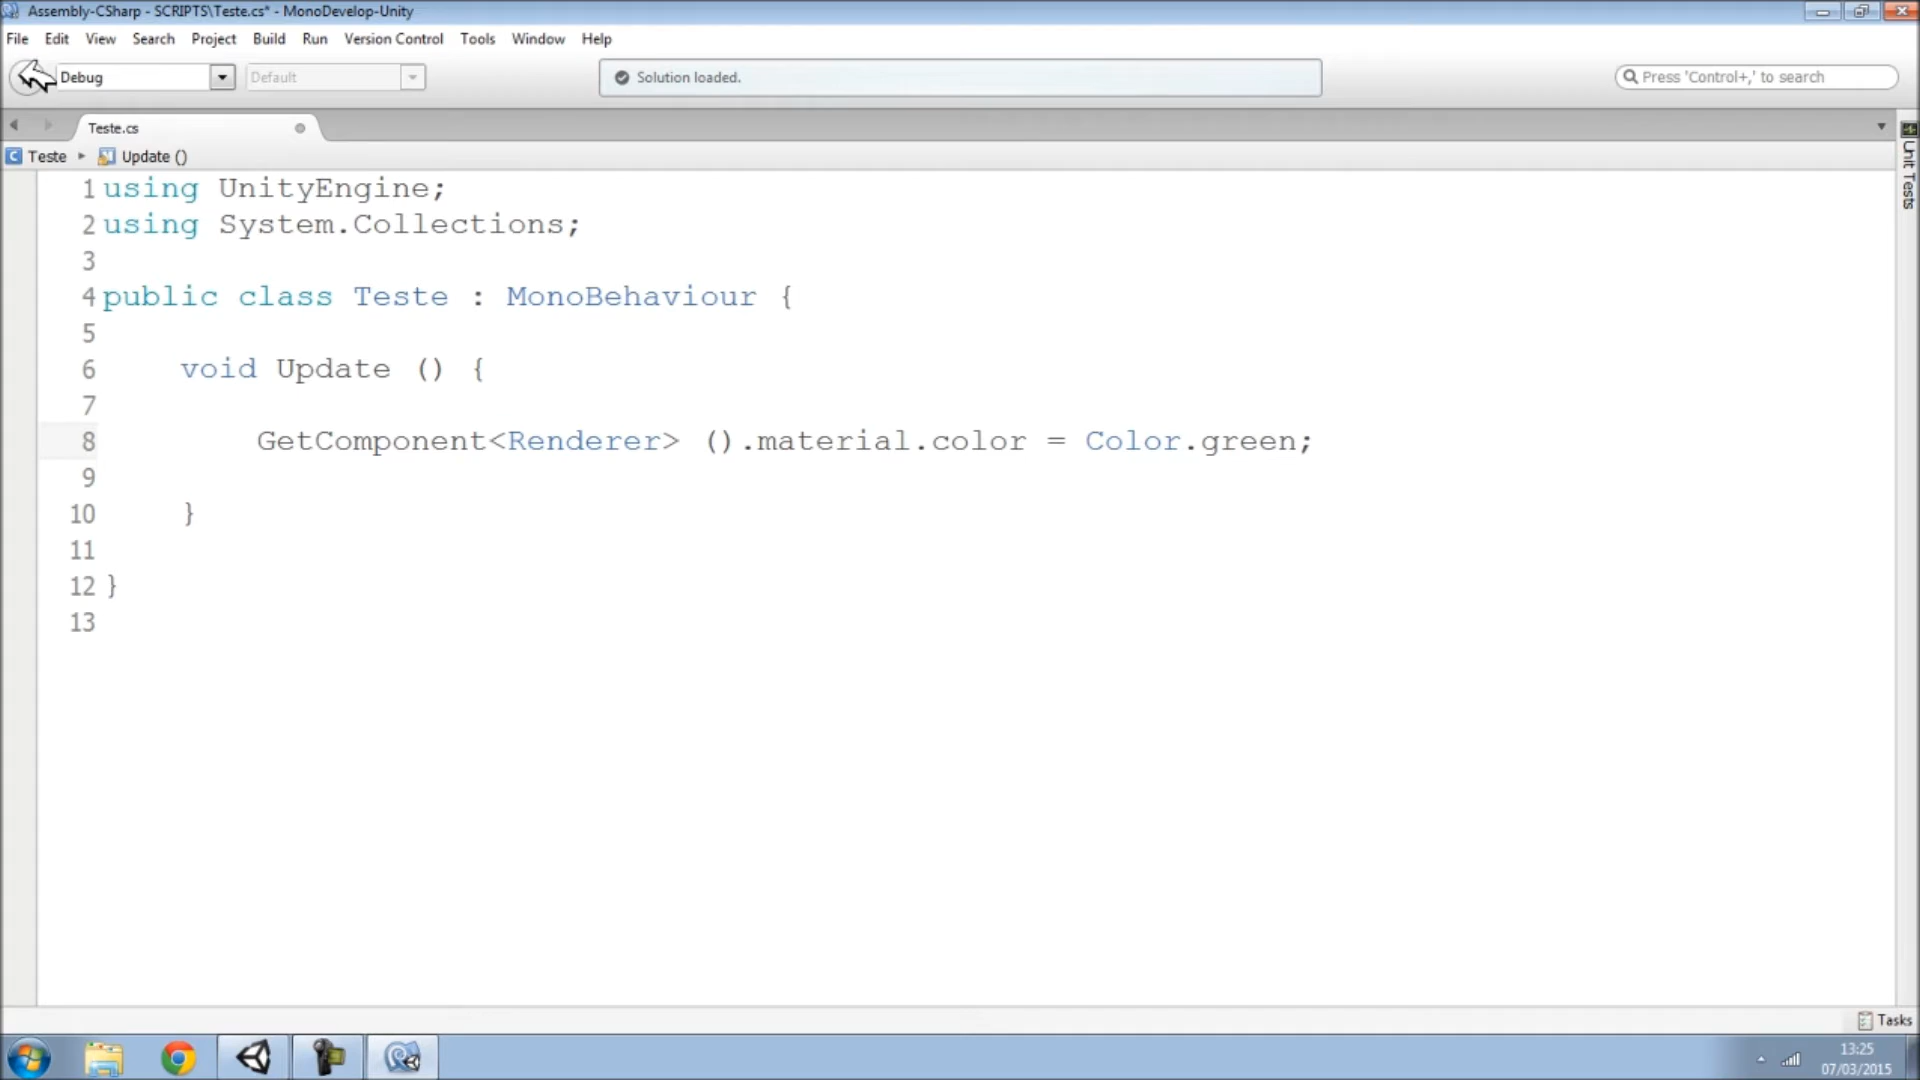 Assembly-CSharp - SCRIPTS\Teste.cs* - MonoDevelop-Unity
File Edit View Search Project Build Run Version Control Tools Window Help
Debug Default Solution loaded. Press 'Control+,' to search
Teste.cs
Teste Update ()
Unit Tests
1 using UnityEngine;
2 using System.Collections;
3
4 public class Teste : MonoBehaviour {
5
6 void Update () {
7
8 GetComponent<Renderer> ().material.color = Color.green;
9
10 }
11
12 }
13
Tasks
13:25
07/03/2015